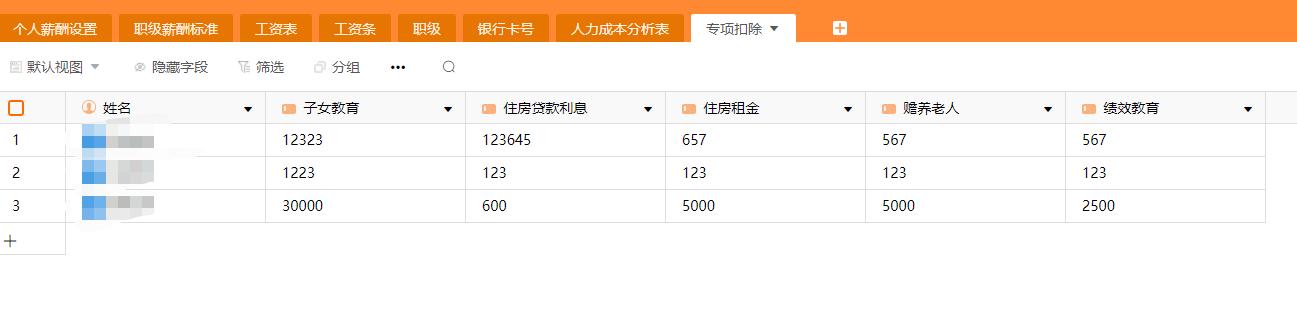 个人薪酬设置 职级薪酬标准 工资表 工资条 职级 银行卡号 人力成本分析表 专项扣除
默认视图 隐藏字段 筛选 分组
姓名 子女教育 住房贷款利息 住房租金 赡养老人 绩效教育
1 12323 123645 657 567 567
2 1223 123 123 123 123
3 30000 600 5000 5000 2500